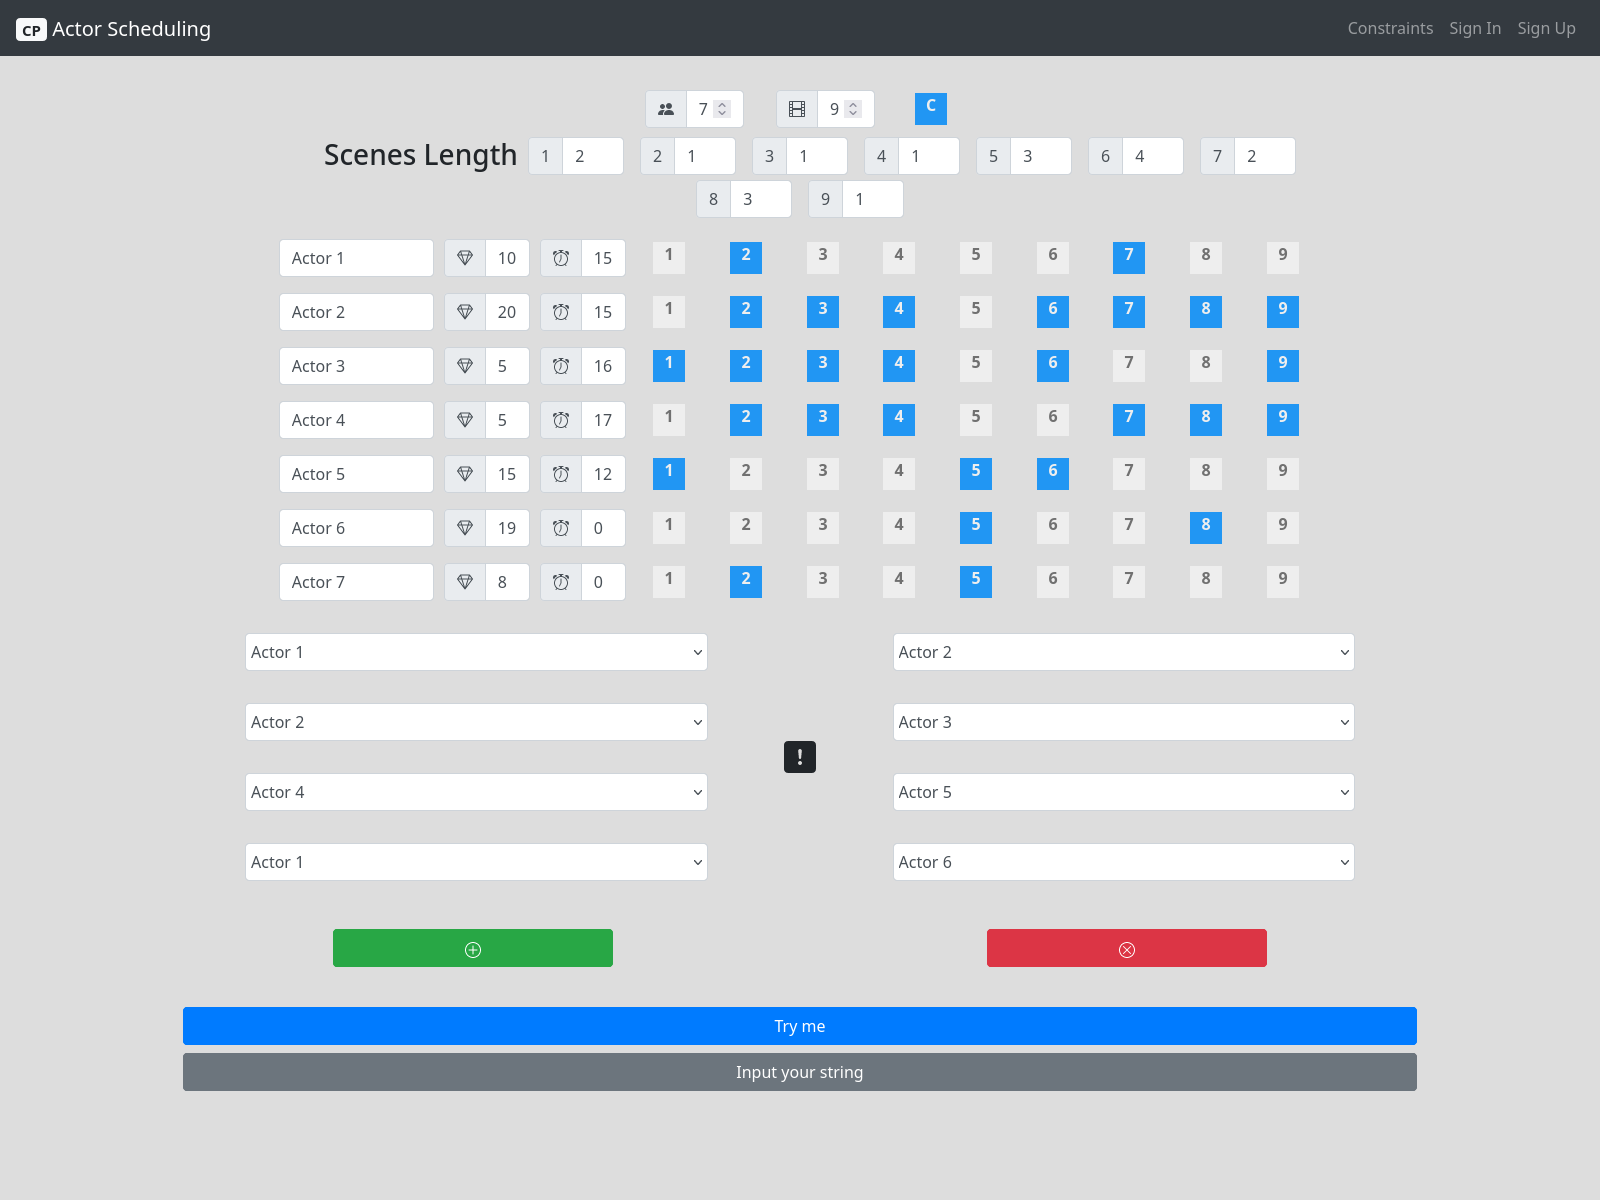 CP Actor Scheduling Constraints Sign In Sign Up
7 9 C
Scenes Length 1 2 2 1 3 1 4 1 5 3 6 4 7 2
8 3 9 1
Actor 1 10 15 1 2 3 4 5 6 7 8 9
Actor 2 20 15 1 2 3 4 5 6 7 8 9
Actor 3 5 16 1 2 3 4 5 6 7 8 9
Actor 4 5 17 1 2 3 4 5 6 7 8 9
Actor 5 15 12 1 2 3 4 5 6 7 8 9
Actor 6 19 0 1 2 3 4 5 6 7 8 9
Actor 7 8 0 1 2 3 4 5 6 7 8 9
Actor 1 Actor 2
Actor 2 Actor 3
!
Actor 4 Actor 5
Actor 1 Actor 6
Try me
Input your string